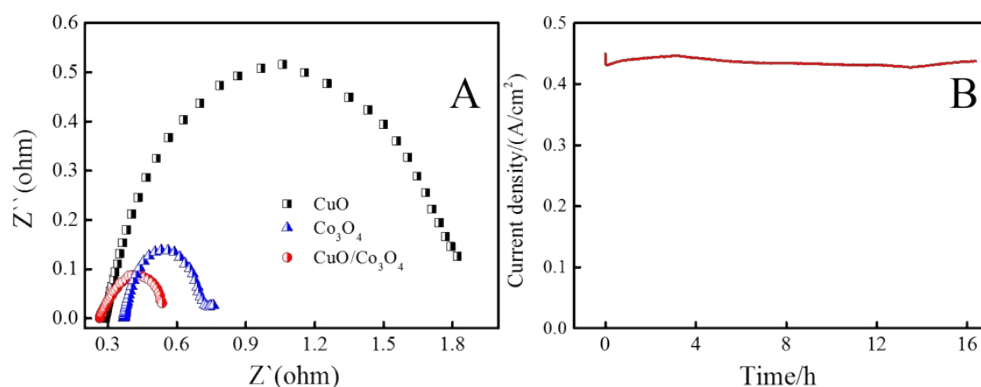 0.6
0.5
0.4
0.3
0.2
0.1
0.0
Z``(ohm)
A
CuO
Co₃O₄
CuO/Co₃O₄
0.3 0.6 0.9 1.2 1.5 1.8
Z`(ohm)
0.5
0.4
0.3
0.2
0.1
0.0
Current density/(A/cm²)
B
0 4 8 12 16
Time/h